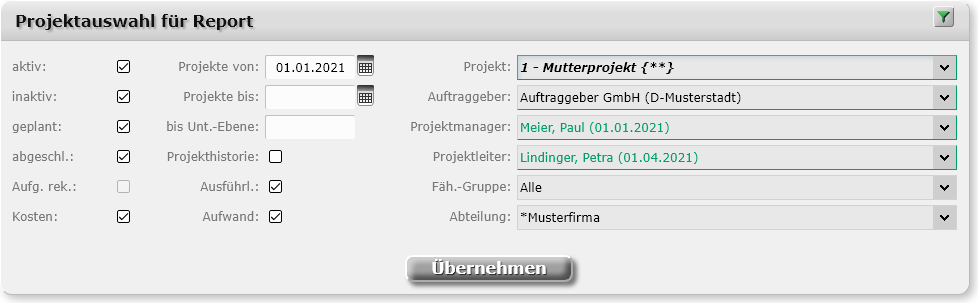 Projektauswahl für Report
aktiv: Projekte von: 01.01.2021 Projekt: 1 - Mutterprojekt {**}
inaktiv: Projekte bis: Auftraggeber: Auftraggeber GmbH (D-Musterstadt)
geplant: bis Unt.-Ebene: Projektmanager: Meier, Paul (01.01.2021)
abgeschl.: Projekthistorie: Projektleiter: Lindinger, Petra (01.04.2021)
Aufg. rek.: Ausführl.: Fäh.-Gruppe: Alle
Kosten: Aufwand: Abteilung: *Musterfirma
Übernehmen